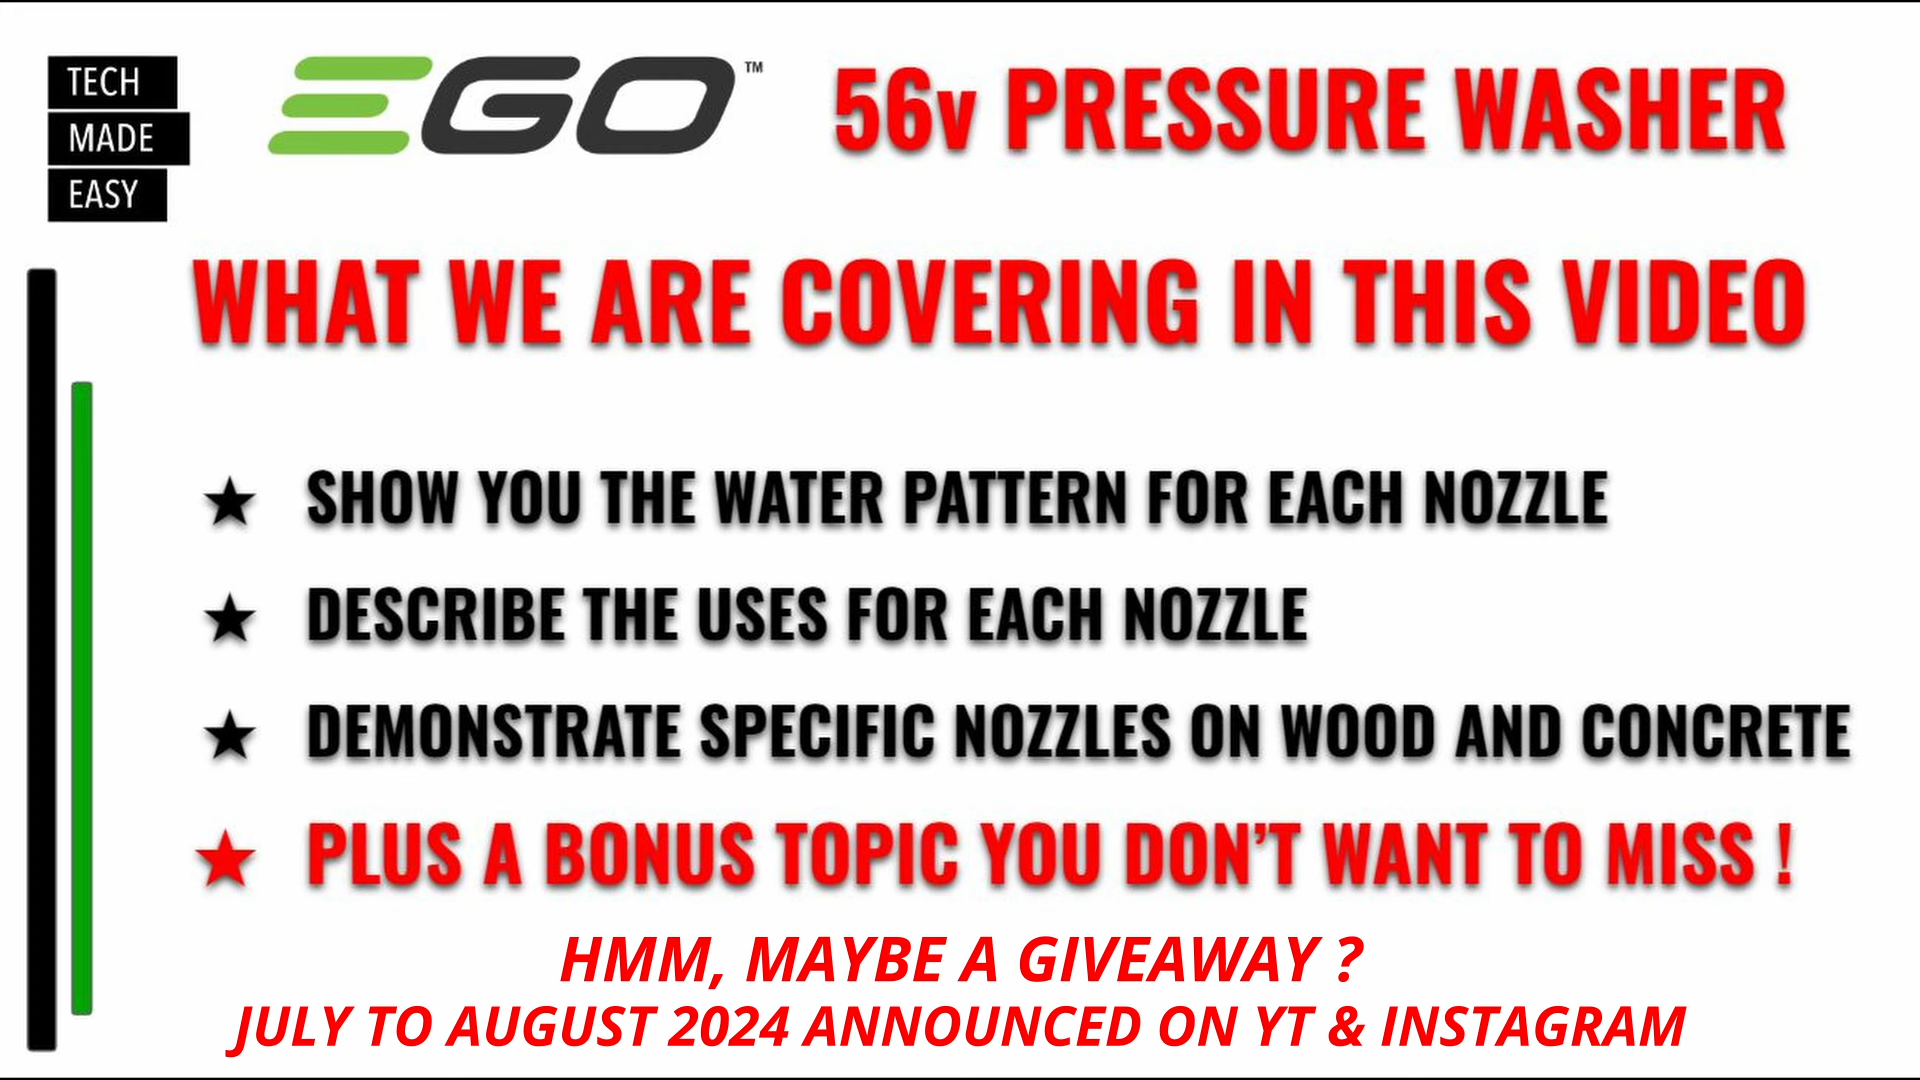 TECH
MADE
EASY
EGO™ 56v PRESSURE WASHER
WHAT WE ARE COVERING IN THIS VIDEO
★ SHOW YOU THE WATER PATTERN FOR EACH NOZZLE
★ DESCRIBE THE USES FOR EACH NOZZLE
★ DEMONSTRATE SPECIFIC NOZZLES ON WOOD AND CONCRETE
★ PLUS A BONUS TOPIC YOU DON’T WANT TO MISS !
HMM, MAYBE A GIVEAWAY ?
JULY TO AUGUST 2024 ANNOUNCED ON YT & INSTAGRAM